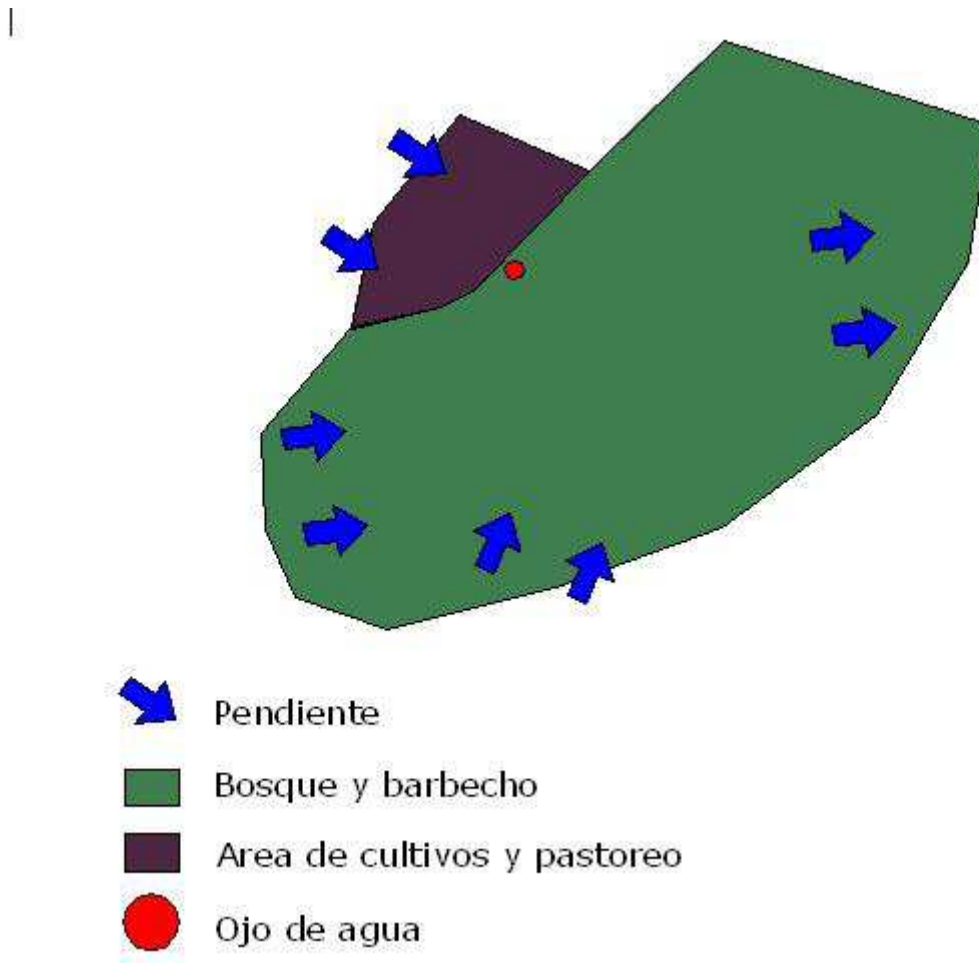 Pendiente
Bosque y barbecho
Area de cultivos y pastoreo
Ojo de agua